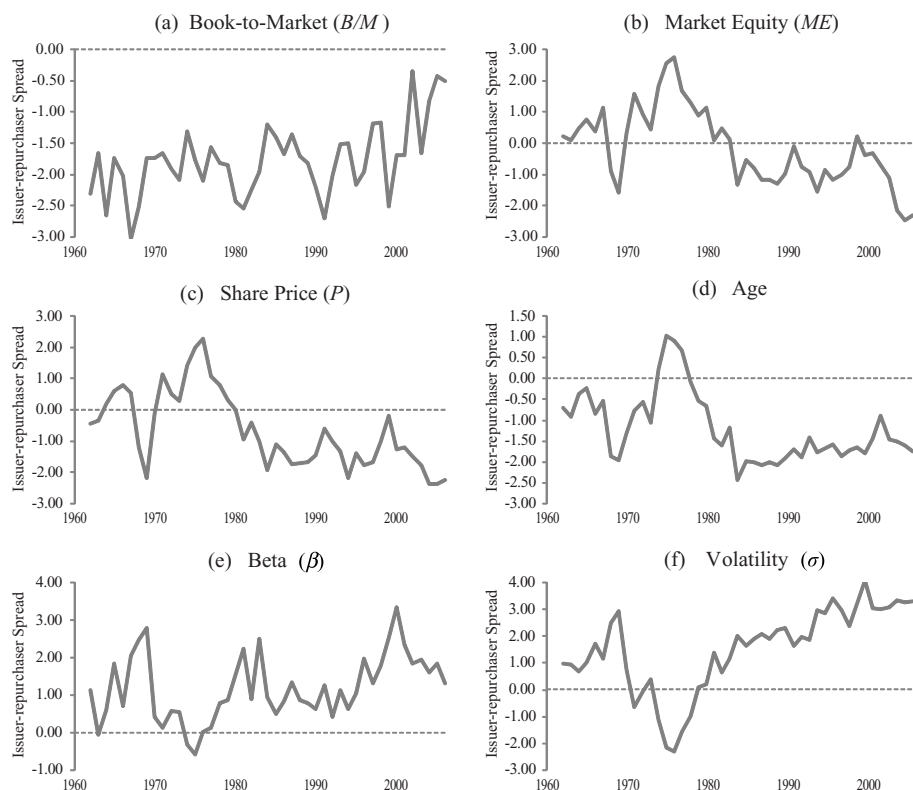 (a) Book-to-Market (B/M )
Issuer-repurchaser Spread
0.00
-0.50
-1.00
-1.50
-2.00
-2.50
-3.00
1960 1970 1980 1990 2000
(b) Market Equity (ME)
Issuer-repurchaser Spread
3.00
2.00
1.00
0.00
-1.00
-2.00
-3.00
1960 1970 1980 1990 2000
(c) Share Price (P)
Issuer-repurchaser Spread
3.00
2.00
1.00
0.00
-1.00
-2.00
-3.00
1960 1970 1980 1990 2000
(d) Age
Issuer-repurchaser Spread
1.50
1.00
0.50
0.00
-0.50
-1.00
-1.50
-2.00
-2.50
-3.00
1960 1970 1980 1990 2000
(e) Beta (β)
Issuer-repurchaser Spread
4.00
3.00
2.00
1.00
0.00
-1.00
1960 1970 1980 1990 2000
(f) Volatility (σ)
Issuer-repurchaser Spread
4.00
3.00
2.00
1.00
0.00
-1.00
-2.00
-3.00
1960 1970 1980 1990 2000